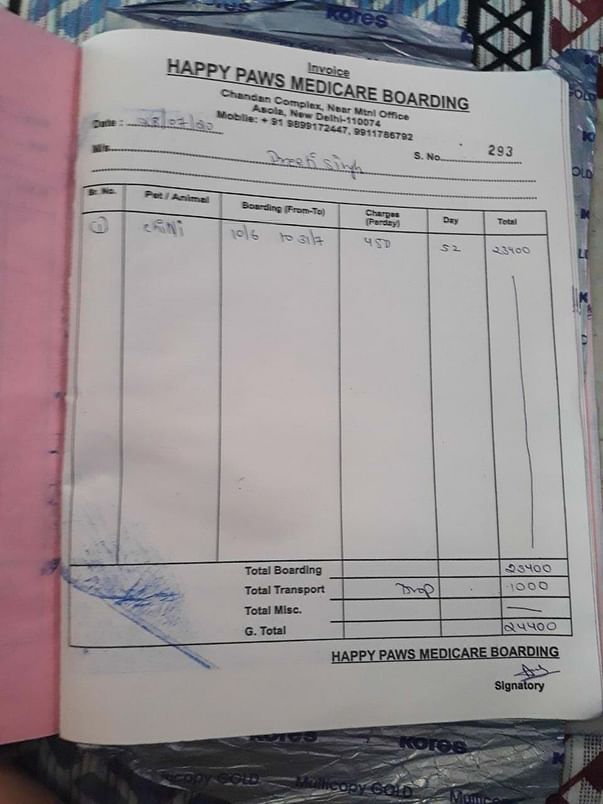 Kores
Invoice
HAPPY PAWS MEDICARE BOARDING
Chandan Complex, Near Mtnl Office
Asola, New Delhi-110074
Mobile: + 91 9899172447, 9911786792
Date : 28/07/20
M/s. Singh S. No. 293
Sr. No. Pet / Animal Boarding (From-To) Charges (Perday) Day Total
1 chilli 10/6 to 31/7 450 52 23400
Total Boarding 23400
Total Transport Drop 1000
Total Misc. —
G. Total 24400
HAPPY PAWS MEDICARE BOARDING
Signatory
Kores Kores
Multicopy GOLD Multicopy GOLD